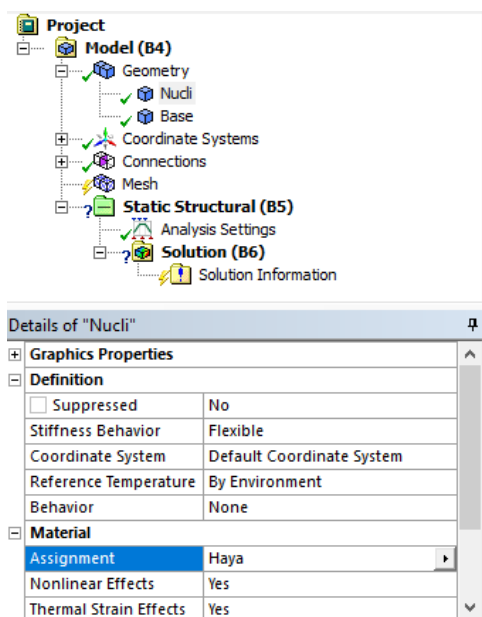 Project
Model (B4)
Geometry
Nucli
Base
Coordinate Systems
Connections
Mesh
Static Structural (B5)
Analysis Settings
Solution (B6)
Solution Information
Details of "Nucli"
Graphics Properties
Definition
Suppressed No
Stiffness Behavior Flexible
Coordinate System Default Coordinate System
Reference Temperature By Environment
Behavior None
Material
Assignment Haya
Nonlinear Effects Yes
Thermal Strain Effects Yes